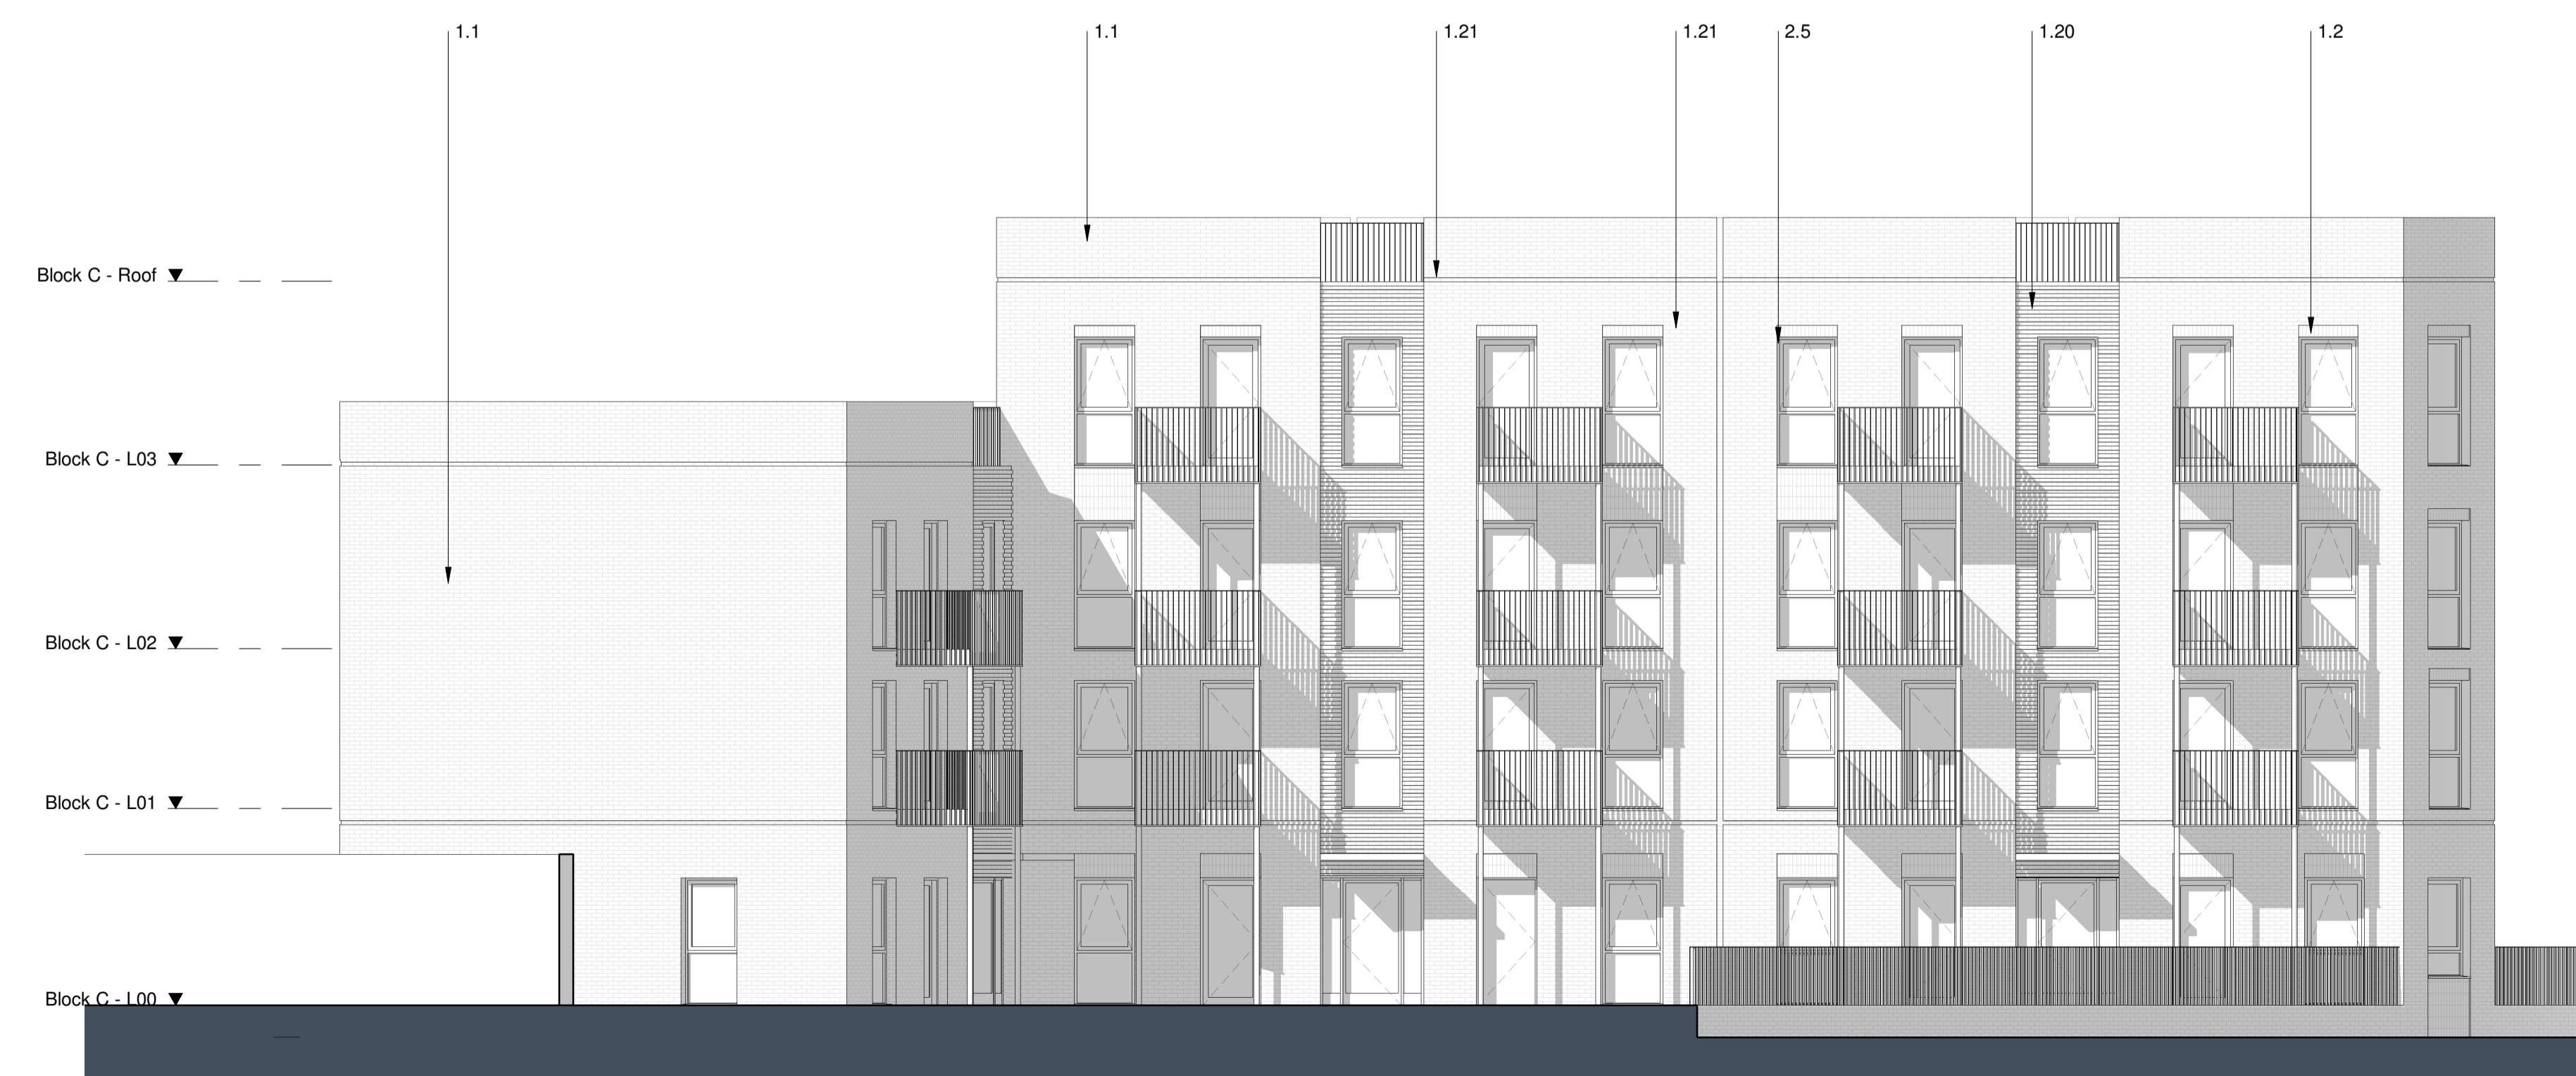 1.1
1.1
1.21
1.21
2.5
1.20
1.2
Block C - Roof
Block C - L03
Block C - L02
Block C - L01
Block C - L00